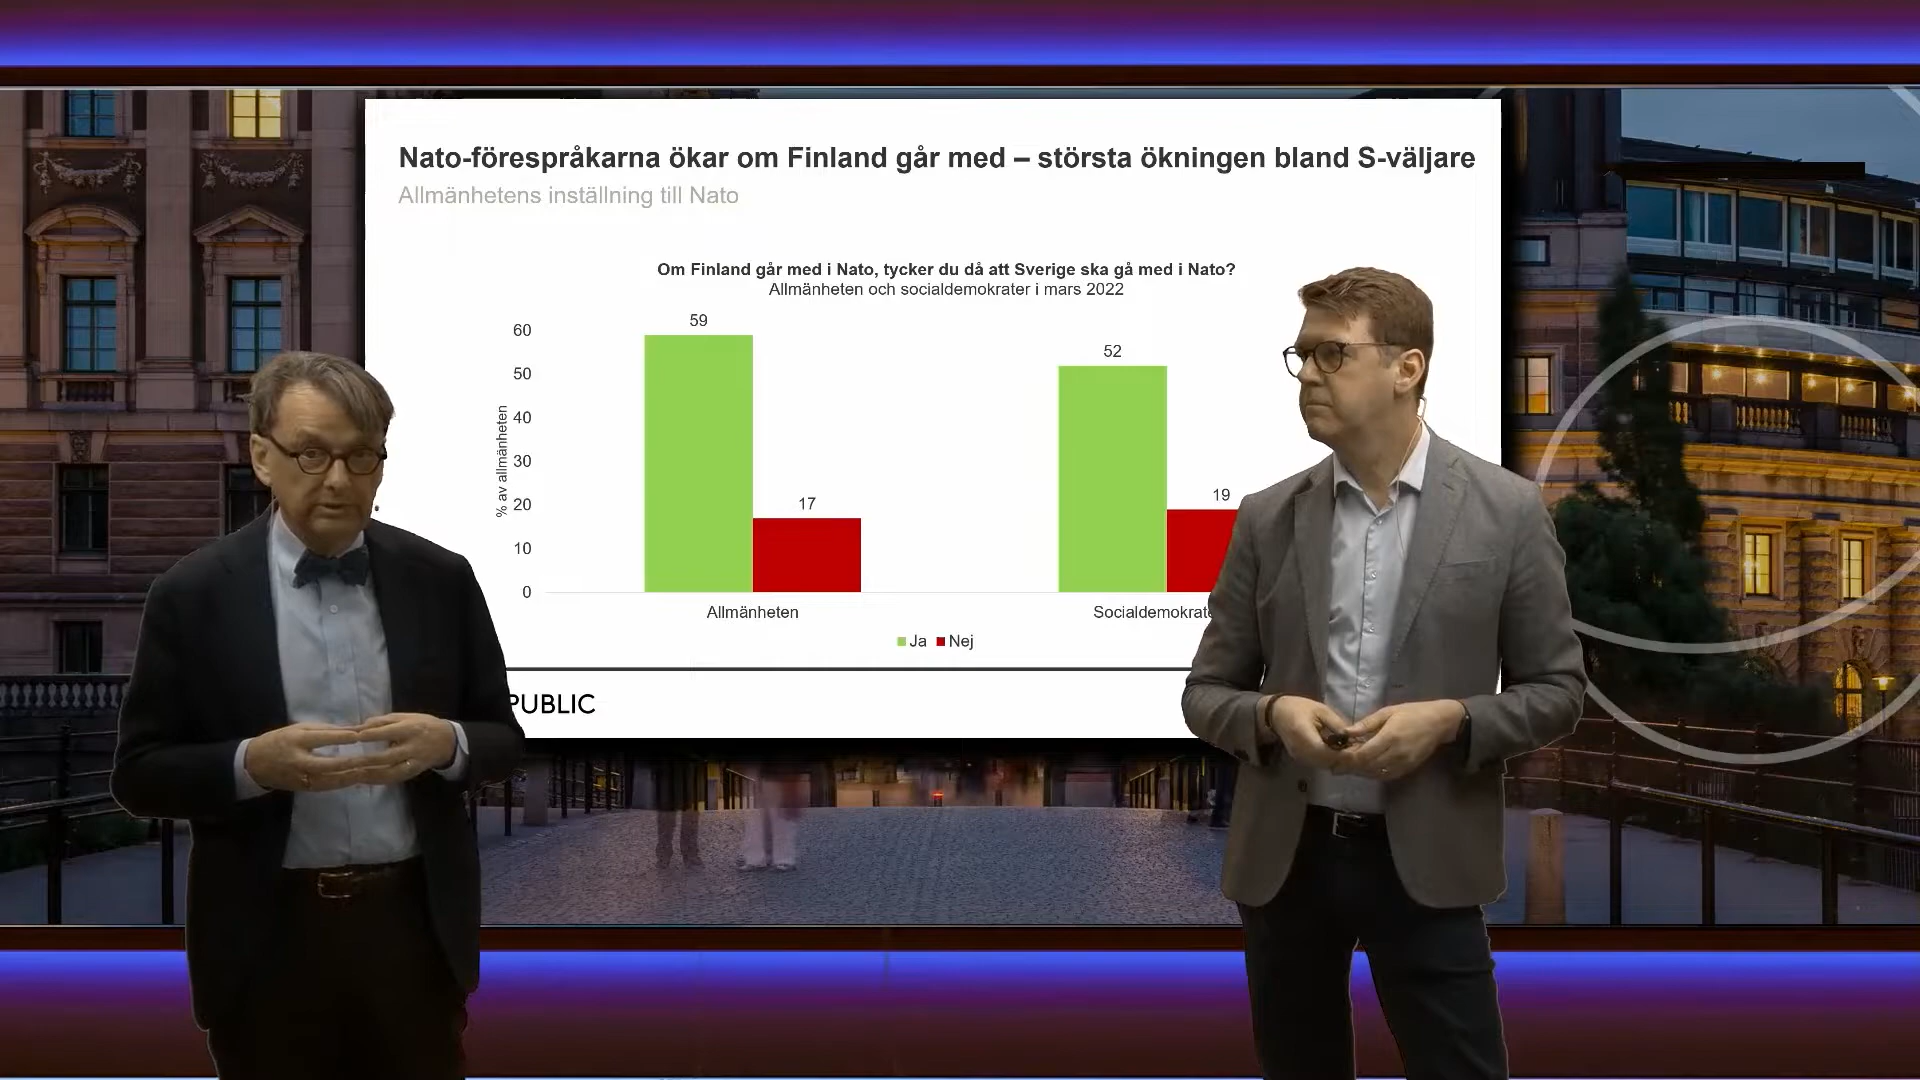 Nato-förespråkarna ökar om Finland går med – största ökningen bland S-väljare
Allmänhetens inställning till Nato
Om Finland går med i Nato, tycker du då att Sverige ska gå med i Nato?
Allmänheten och socialdemokrater i mars 2022
% av allmänheten
60
50
40
30
20
10
0
59
17
52
19
Allmänheten
Socialdemokrate
Ja Nej
PUBLIC